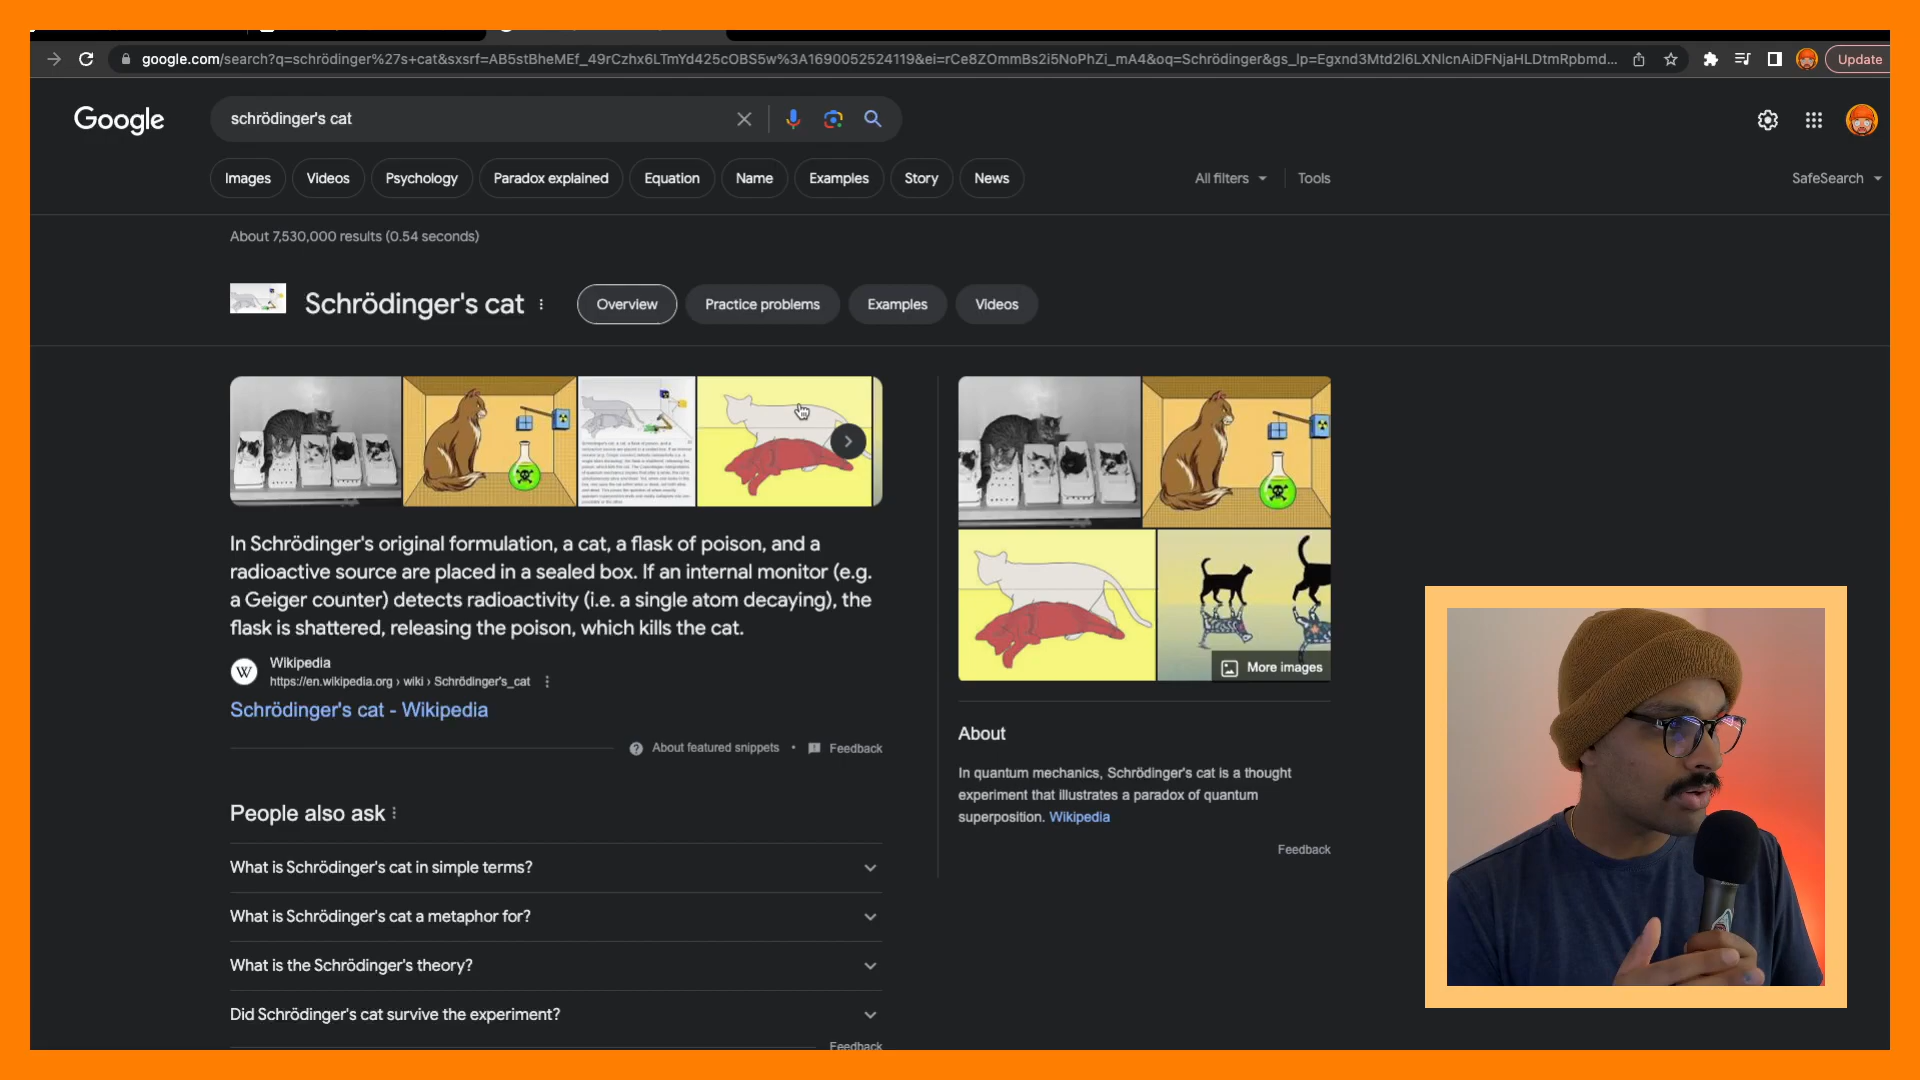 google.com/search?q=schrödinger%27s+cat&sxsrf=AB5stBheMEf_49rCzhx6LTmYd425cOBS5w%3A1690052524119&ei=rCe8ZOmmBs2i5NoPhZi_mA4&oq=Schrödinger&gs_lp=Egxnd3Mtd2l6LXNlcnAiDFNjaHLDtmRpbmd...
Update
Google
schrödinger's cat
Images
Videos
Psychology
Paradox explained
Equation
Name
Examples
Story
News
All filters
Tools
SafeSearch
About 7,530,000 results (0.54 seconds)
Schrödinger's cat
Overview
Practice problems
Examples
Videos
In Schrödinger's original formulation, a cat, a flask of poison, and a
radioactive source are placed in a sealed box. If an internal monitor (e.g.
a Geiger counter) detects radioactivity (i.e. a single atom decaying), the
flask is shattered, releasing the poison, which kills the cat.
W
Wikipedia
https://en.wikipedia.org › wiki › Schrödinger's_cat
Schrödinger's cat - Wikipedia
About featured snippets
•
Feedback
People also ask
What is Schrödinger's cat in simple terms?
What is Schrödinger's cat a metaphor for?
What is the Schrödinger's theory?
Did Schrödinger's cat survive the experiment?
Feedback
More images
About
In quantum mechanics, Schrödinger's cat is a thought
experiment that illustrates a paradox of quantum
superposition. Wikipedia
Feedback